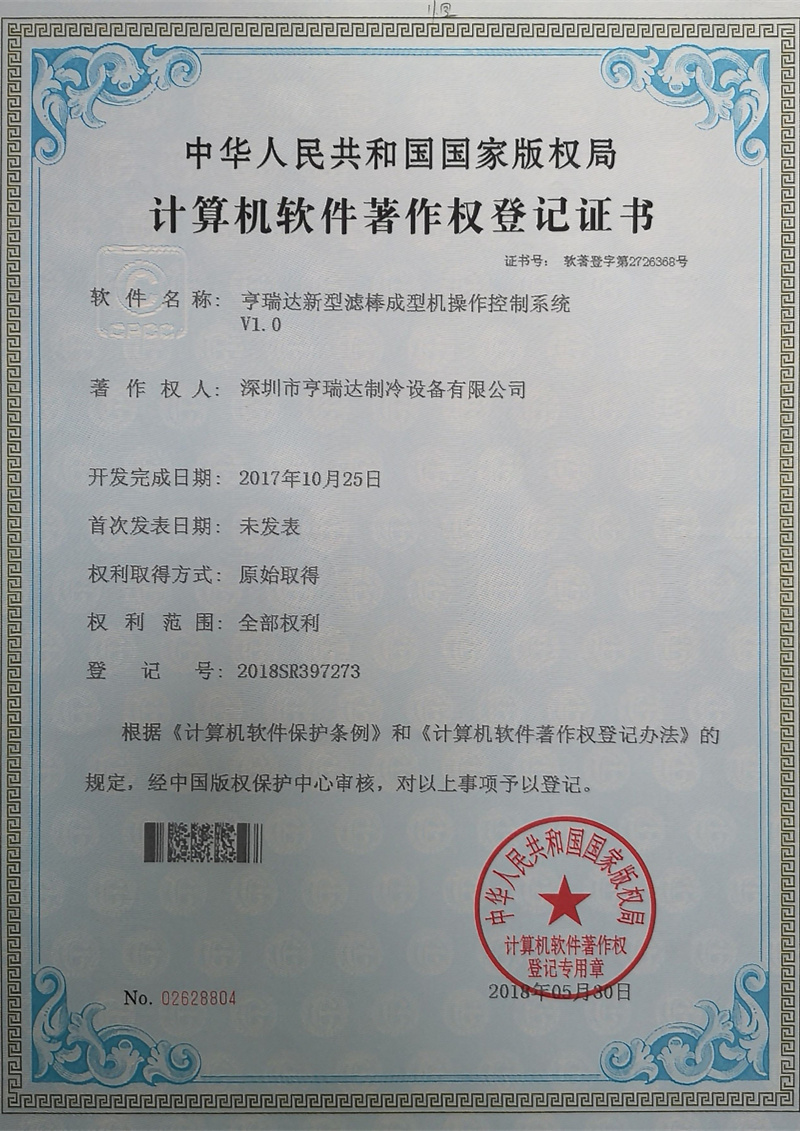 中华人民共和国国家版权局
计算机软件著作权登记证书
证书号： 软著登字第2726368号
软件名称： 亨瑞达新型滤棒成型机操作控制系统
V1.0
著作权人： 深圳市亨瑞达制冷设备有限公司
开发完成日期： 2017年10月25日
首次发表日期： 未发表
权利取得方式： 原始取得
权利范围： 全部权利
登记号： 2018SR397273
根据《计算机软件保护条例》和《计算机软件著作权登记办法》的
规定，经中国版权保护中心审核，对以上事项予以登记。
中华人民共和国国家版权局
计算机软件著作权
登记专用章
No. 02628804
2018年05月30日